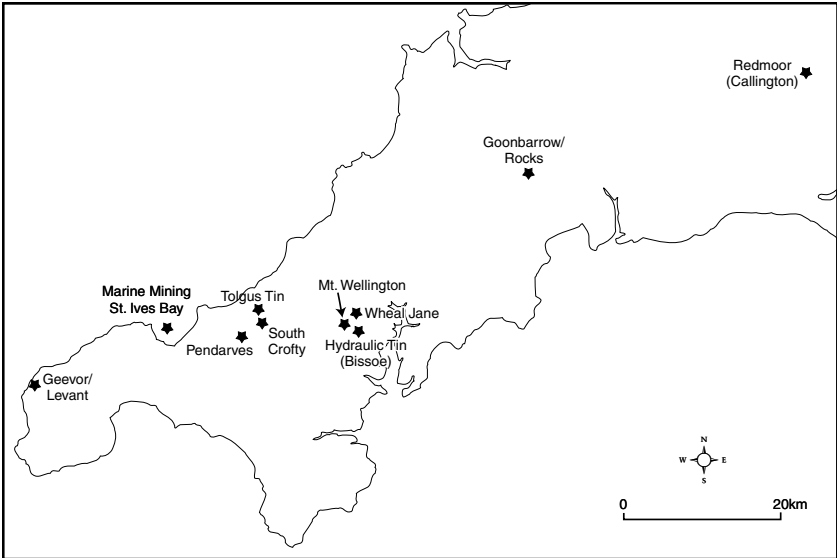 Redmoor
(Callington)
Goonbarrow/
Rocks
Mt. Wellington
Marine Mining
St. Ives Bay
Tolgus Tin
Wheal Jane
South
Crofty
Pendarves
Hydraulic Tin
(Bissoe)
Geevor/
Levant
N
W E
S
0 20km